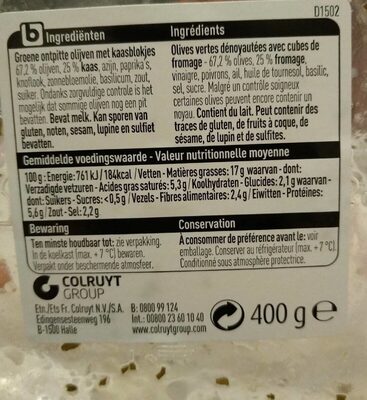 D1502
b Ingrediënten
Groene ontpitte olijven met kaasblokjes
67,2 % olijven, 25 % kaas, azijn, paprika's,
knoflook, zonnebloemolie, basilicum, zout,
suiker. Ondanks zorgvuldige controle is het
mogelijk dat sommige olijven nog een pit
bevatten. Bevat melk. Kan sporen van
gluten, noten, sesam, lupine en sulfiet
bevatten.
Ingrédients
Olives vertes dénoyautées avec cubes de
fromage - 67,2 % olives, 25 % fromage,
vinaigre, poivrons, ail, huile de tournesol, basilic,
sel, sucre. Malgré un contrôle soigneux
certaines olives peuvent encore contenir un
noyau. Contient du lait. Peut contenir des
traces de gluten, de fruits à coque, de
sésame, de lupin et de sulfites.
Gemiddelde voedingswaarde - Valeur nutritionnelle moyenne
100 g : Energie: 761 kJ / 184kcal / Vetten - Matières grasses: 17 g waarvan - dont:
Verzadigde vetzuren - Acides gras saturés: 5,3 g / Koolhydraten - Glucides: 2,1 g waarvan -
dont: Suikers - Sucres: <0,5 g / Vezels - Fibres alimentaires: 2,4 g / Eiwitten - Protéines:
5,6 g / Zout - Sel: 2,2 g
Bewaring
Ten minste houdbaar tot: zie verpakking.
In de koelkast (max. + 7 °C) bewaren.
Verpakt onder beschermende atmosfeer.
Conservation
A consommer de préférence avant le: voir
emballage. Conserver au réfrigérateur (max. + 7 °C).
Conditionné sous atmosphère protectrice.
COLRUYT
GROUP
Etn./Ets Fr. Colruyt N.V./S.A.
Edingensesteenweg 196
B-1500 Halle
B: 0800 99 124
Int.: 00800 23 60 10 40
www.colruytgroup.com
400 g e